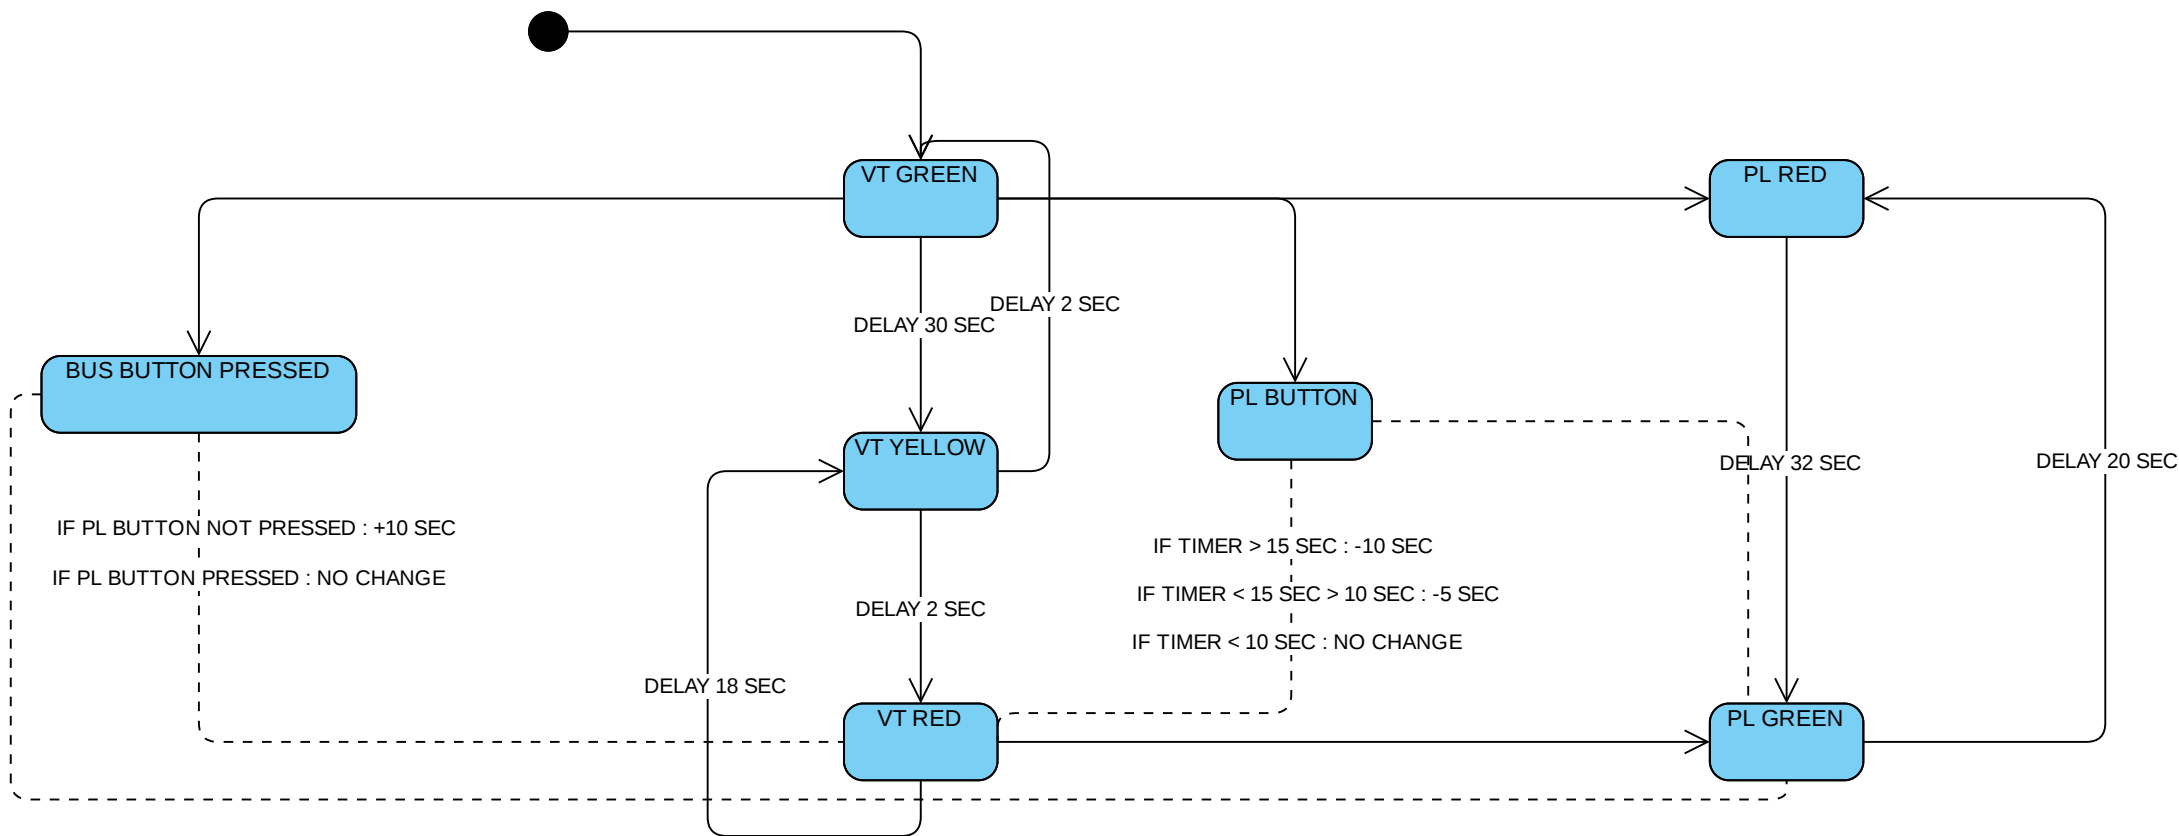 VT GREEN
PL RED
DELAY 2 SEC
DELAY 30 SEC
BUS BUTTON PRESSED
PL BUTTON
VT YELLOW
DELAY 32 SEC
DELAY 20 SEC
IF PL BUTTON NOT PRESSED : +10 SEC
IF PL BUTTON PRESSED : NO CHANGE
IF TIMER > 15 SEC : -10 SEC
IF TIMER < 15 SEC > 10 SEC : -5 SEC
IF TIMER < 10 SEC : NO CHANGE
DELAY 2 SEC
DELAY 18 SEC
VT RED
PL GREEN